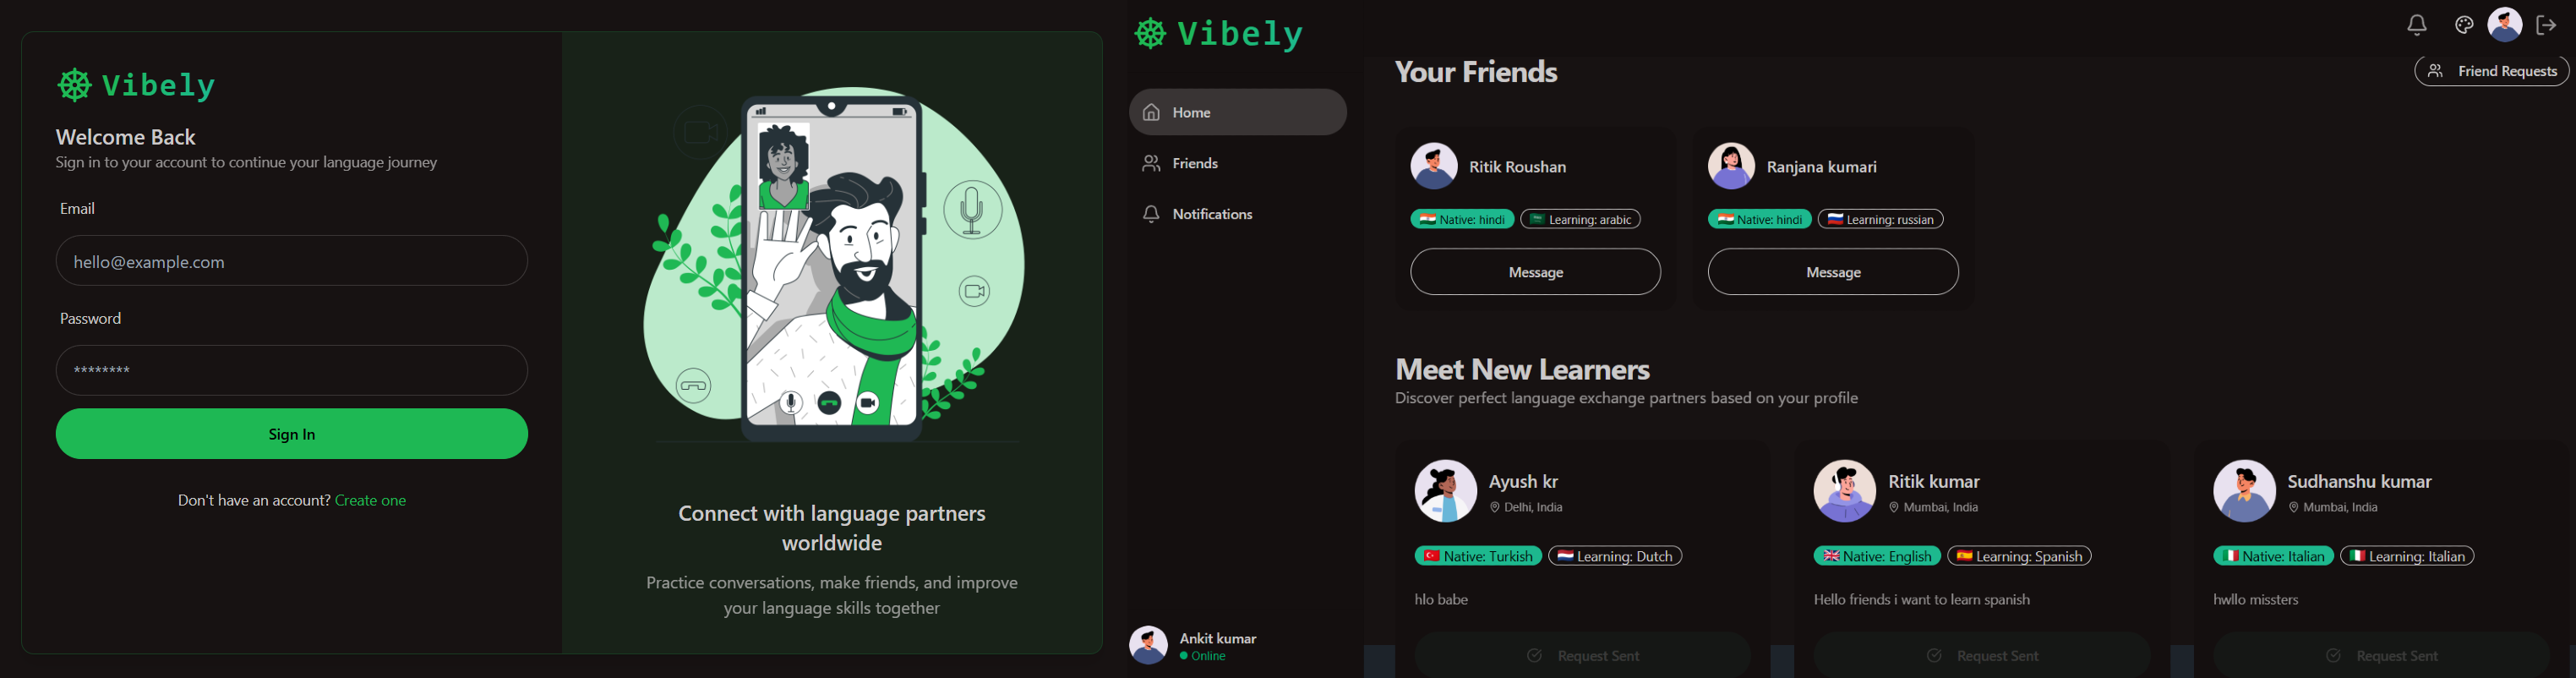 Vibely
Welcome Back
Sign in to your account to continue your language journey
Email
hello@example.com
Password
********
Sign In
Don't have an account? Create one
Connect with language partners
worldwide
Practice conversations, make friends, and improve
your language skills together
Vibely
Home
Friends
Notifications
Ankit kumar
Online
Your Friends
Friend Requests
Ritik Roushan
Native: hindi
Learning: arabic
Message
Ranjana kumari
Native: hindi
Learning: russian
Message
Meet New Learners
Discover perfect language exchange partners based on your profile
Ayush kr
Delhi, India
Native: Turkish
Learning: Dutch
hlo babe
Request Sent
Ritik kumar
Mumbai, India
Native: English
Learning: Spanish
Hello friends i want to learn spanish
Request Sent
Sudhanshu kumar
Mumbai, India
Native: Italian
Learning: Italian
hwllo missters
Request Sent